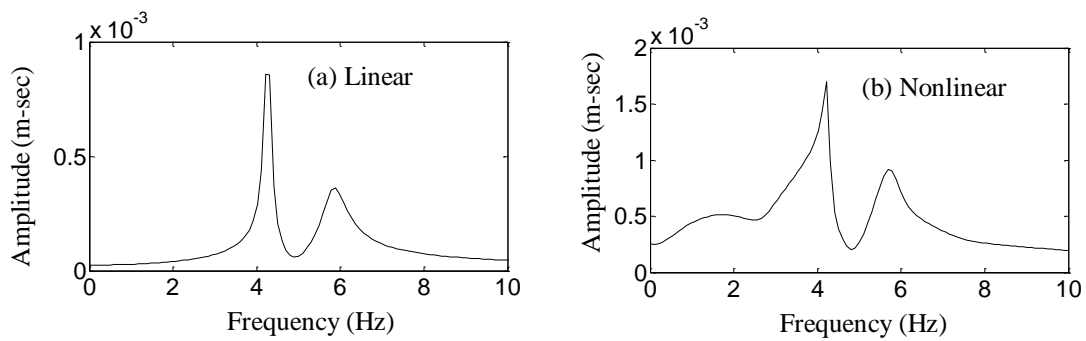 1 x 10-3
(a) Linear
Amplitude (m-sec)
0.5
0
0 2 4 6 8 10
Frequency (Hz)
2 x 10-3
(b) Nonlinear
Amplitude (m-sec)
1.5
1
0.5
0
0 2 4 6 8 10
Frequency (Hz)